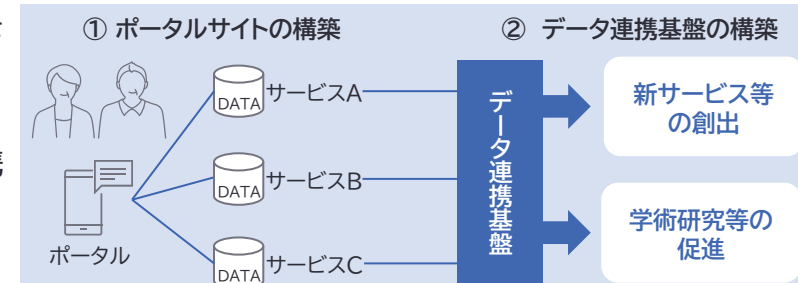 ① ポータルサイトの構築
② データ連携基盤の構築
DATA サービスA
DATA サービスB
DATA サービスC
ポータル
データ連携基盤
新サービス等
の創出
学術研究等の
促進